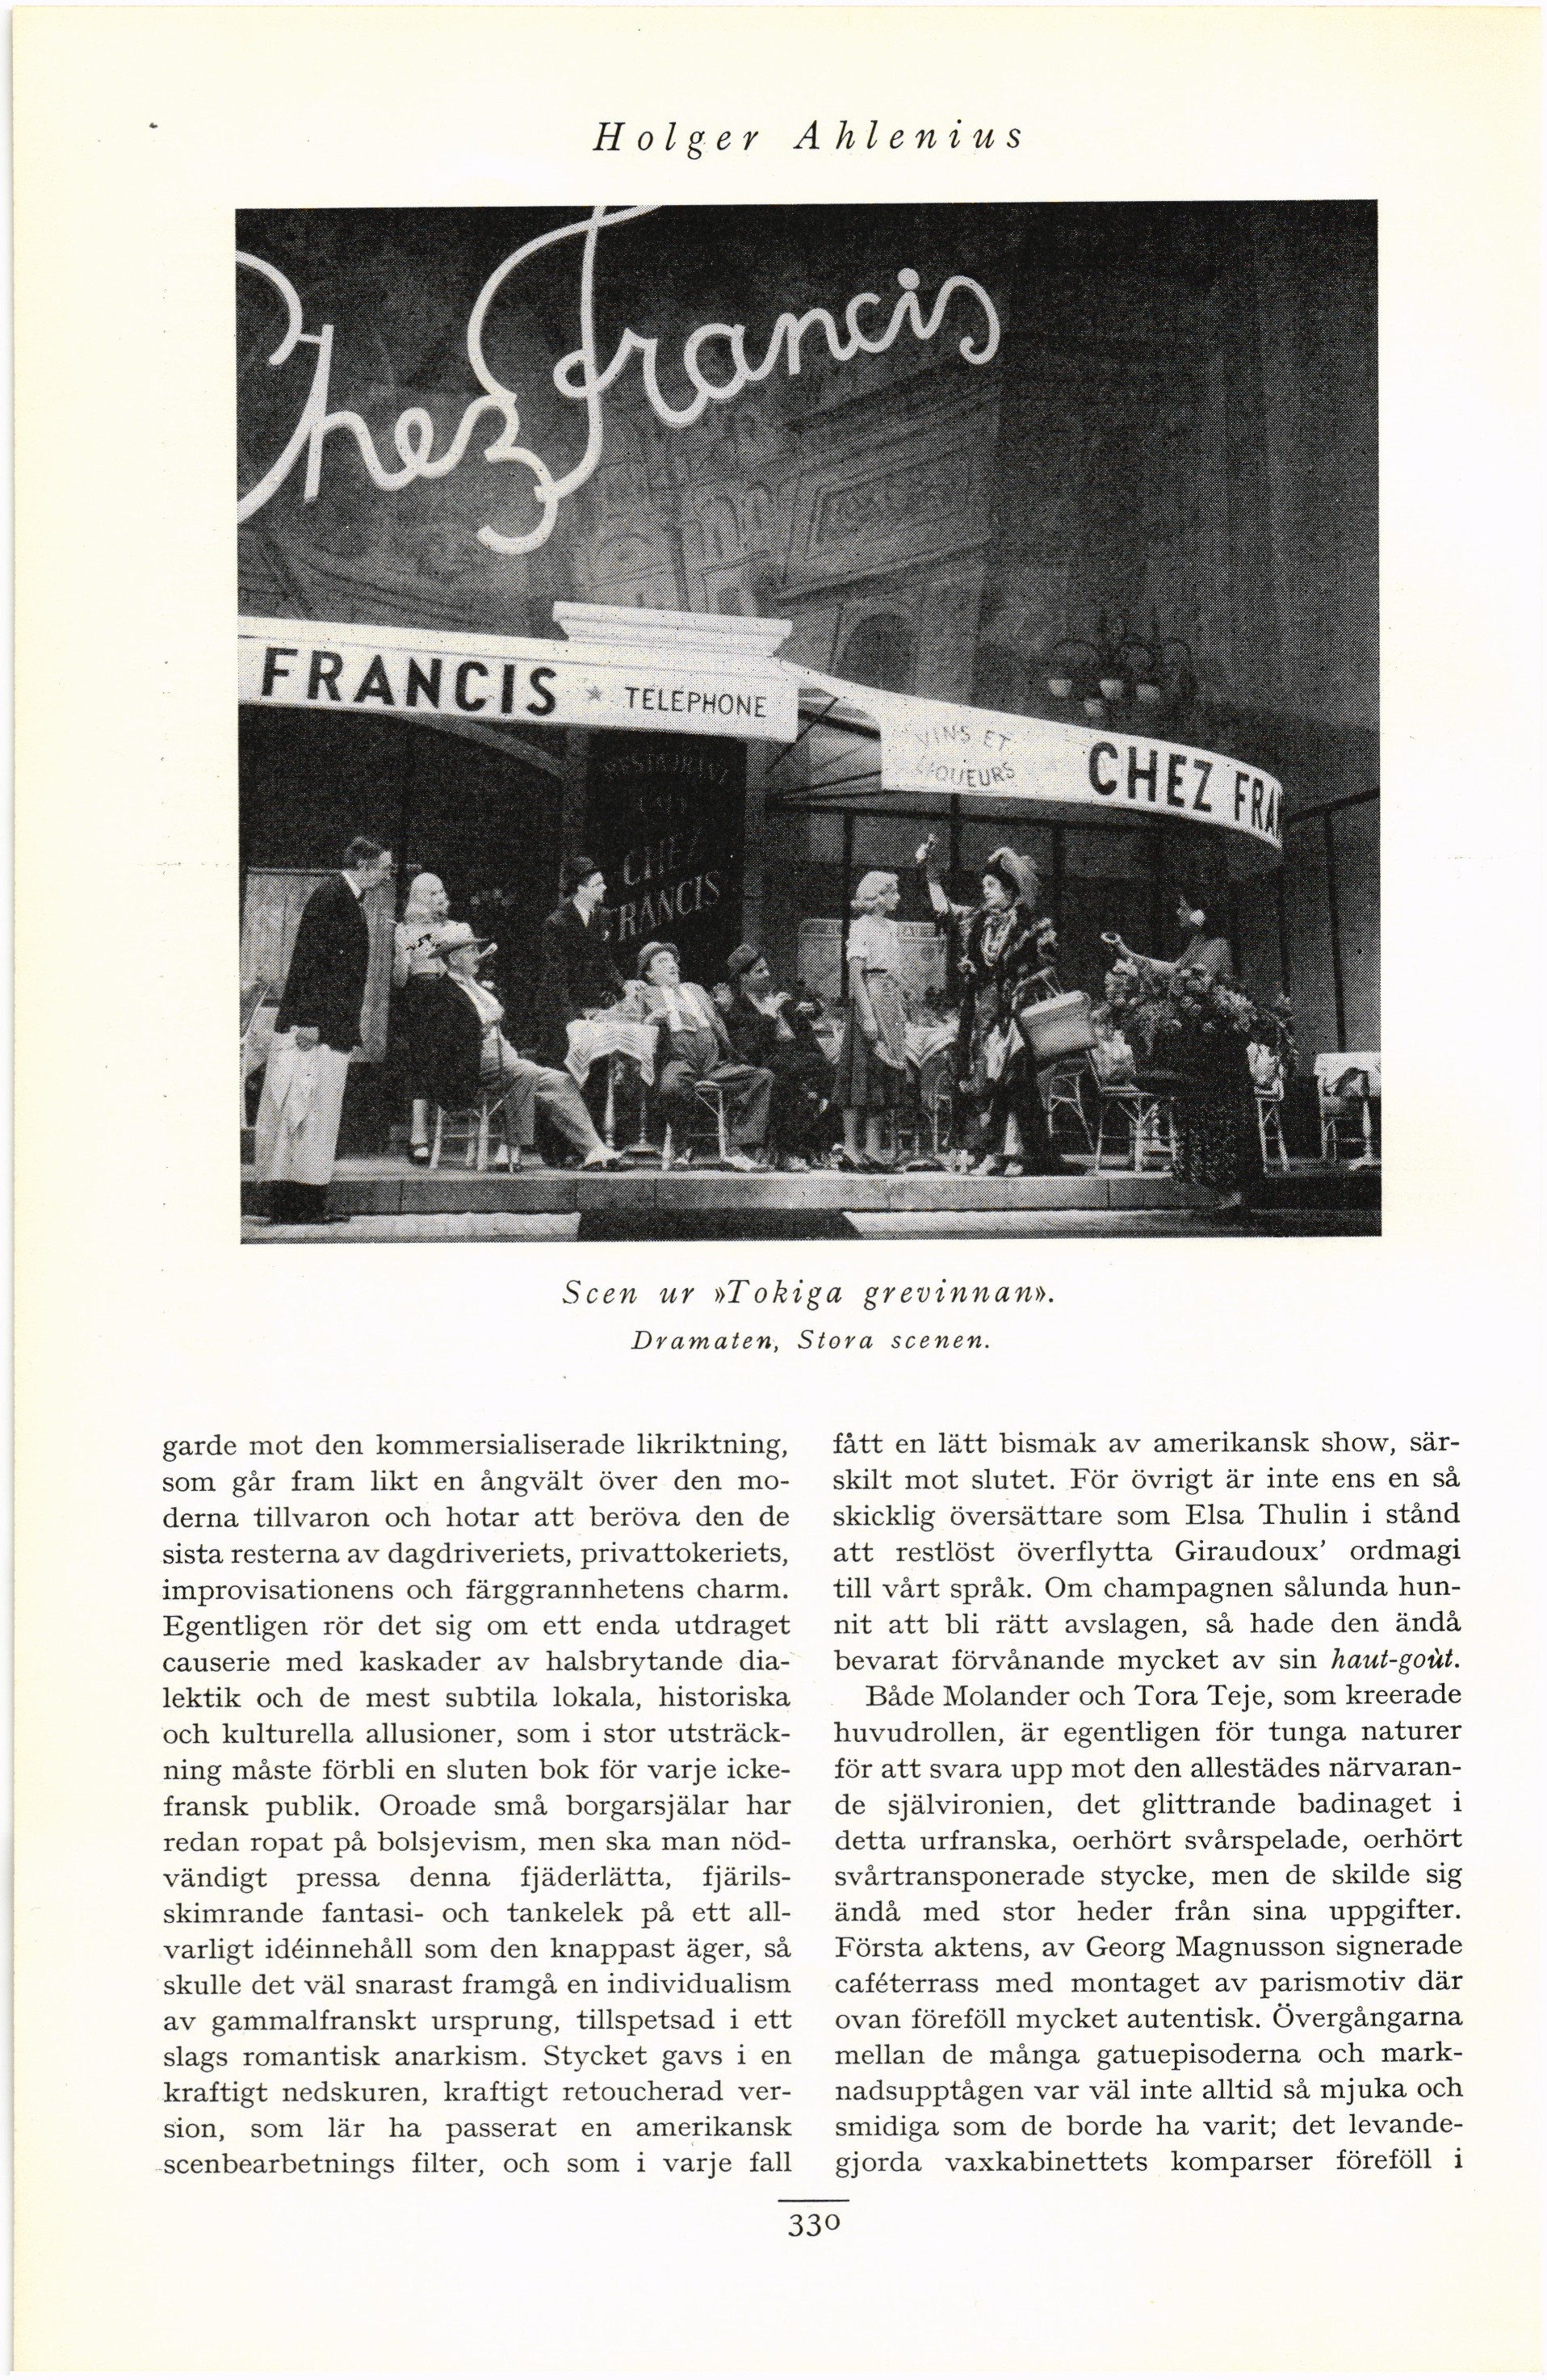 Holger Ahlenius
Chez Francis
FRANCIS ★ TELEPHONE
VINS ET
LIQUEURS
CHEZ FRA
RESTAURANT
CAFE
CHEZ
FRANCIS
Scen ur »Tokiga grevinnan».
Dramaten, Stora scenen.
garde mot den kommersialiserade likriktning,
som går fram likt en ångvält över den mo-
derna tillvaron och hotar att beröva den de
sista resterna av dagdriveriets, privattokeriets,
improvisationens och färggrannhetens charm.
Egentligen rör det sig om ett enda utdraget
causerie med kaskader av halsbrytande dia-
lektik och de mest subtila lokala, historiska
och kulturella allusioner, som i stor utsträck-
ning måste förbli en sluten bok för varje icke-
fransk publik. Oroade små borgarsjälar har
redan ropat på bolsjevism, men ska man nöd-
vändigt pressa denna fjäderlätta, fjärils-
skimrande fantasi- och tankelek på ett all-
varligt idéinnehåll som den knappast äger, så
skulle det väl snarast framgå en individualism
av gammalfranskt ursprung, tillspetsad i ett
slags romantisk anarkism. Stycket gavs i en
kraftigt nedskuren, kraftigt retoucherad ver-
sion, som lär ha passerat en amerikansk
scenbearbetnings filter, och som i varje fall
fått en lätt bismak av amerikansk show, sär-
skilt mot slutet. För övrigt är inte ens en så
skicklig översättare som Elsa Thulin i stånd
att restlöst överflytta Giraudoux’ ordmagi
till vårt språk. Om champagnen sålunda hun-
nit att bli rätt avslagen, så hade den ändå
bevarat förvånande mycket av sin haut-goùt.
Både Molander och Tora Teje, som kreerade
huvudrollen, är egentligen för tunga naturer
för att svara upp mot den allestädes närvaran-
de självironien, det glittrande badinaget i
detta urfranska, oerhört svårspelade, oerhört
svårtransponerade stycke, men de skilde sig
ändå med stor heder från sina uppgifter.
Första aktens, av Georg Magnusson signerade
caféterrass med montaget av parismotiv där
ovan föreföll mycket autentisk. Övergångarna
mellan de många gatuepisoderna och mark-
nadsupptågen var väl inte alltid så mjuka och
smidiga som de borde ha varit; det levande-
gjorda vaxkabinettets komparser föreföll i
330